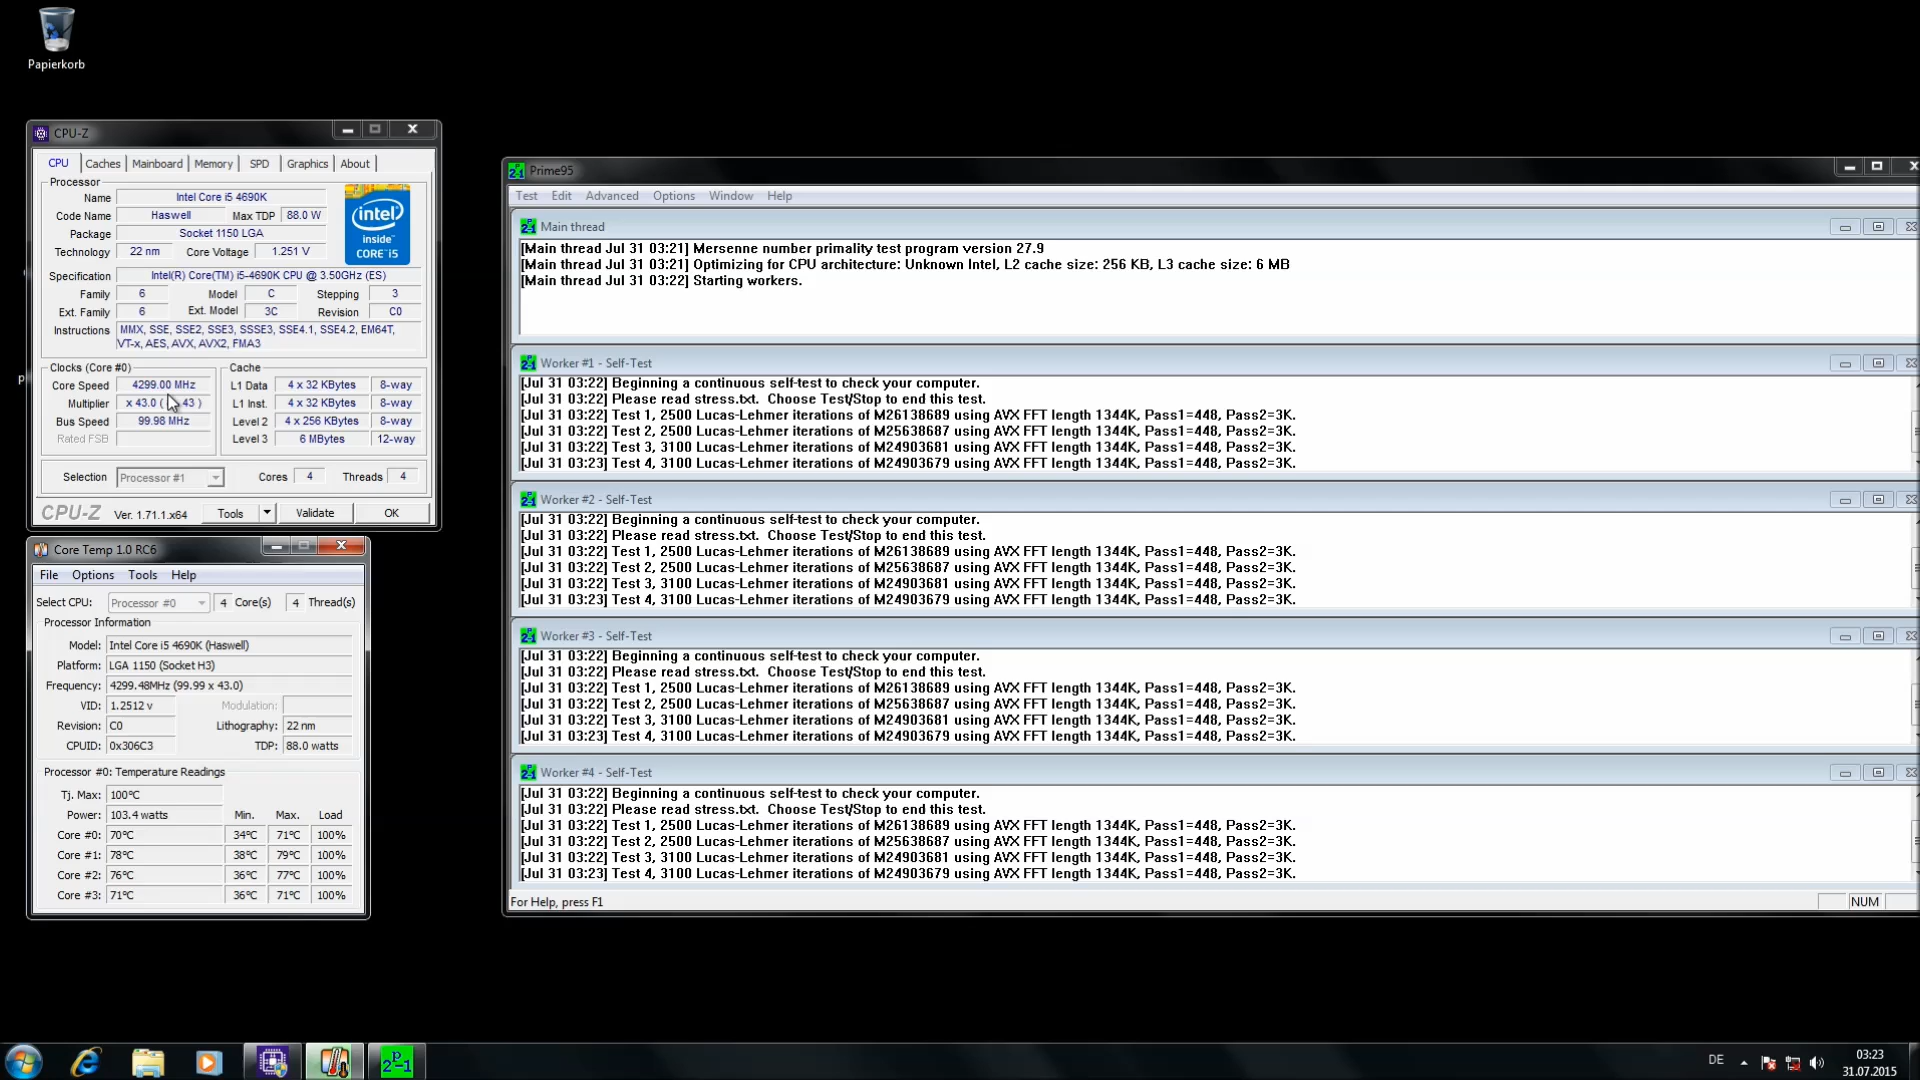 Papierkorb
CPU-Z
CPU Caches Mainboard Memory SPD Graphics About
Processor
Name Intel Core i5 4690K
Code Name Haswell Max TDP 88.0 W
Package Socket 1150 LGA
Technology 22 nm Core Voltage 1.251 V
intel inside CORE i5
Specification Intel(R) Core(TM) i5-4690K CPU @ 3.50GHz (ES)
Family 6 Model C Stepping 3
Ext. Family 6 Ext. Model 3C Revision C0
Instructions MMX, SSE, SSE2, SSE3, SSSE3, SSE4.1, SSE4.2, EM64T,
VT-x, AES, AVX, AVX2, FMA3
Clocks (Core #0) Cache
Core Speed 4299.00 MHz L1 Data 4 x 32 KBytes 8-way
Multiplier x 43.0 ( 43 ) L1 Inst. 4 x 32 KBytes 8-way
Bus Speed 99.98 MHz Level 2 4 x 256 KBytes 8-way
Rated FSB Level 3 6 MBytes 12-way
Selection Processor #1 Cores 4 Threads 4
CPU-Z Ver. 1.71.1.x64 Tools Validate OK
Core Temp 1.0 RC6
File Options Tools Help
Select CPU: Processor #0 4 Core(s) 4 Thread(s)
Processor Information
Model: Intel Core i5 4690K (Haswell)
Platform: LGA 1150 (Socket H3)
Frequency: 4299.48MHz (99.99 x 43.0)
VID: 1.2512 v Modulation:
Revision: C0 Lithography: 22 nm
CPUID: 0x306C3 TDP: 88.0 watts
Processor #0: Temperature Readings
Tj. Max: 100°C
Power: 103.4 watts Min. Max. Load
Core #0: 70°C 34°C 71°C 100%
Core #1: 78°C 38°C 79°C 100%
Core #2: 76°C 36°C 77°C 100%
Core #3: 71°C 36°C 71°C 100%
Prime95
Test Edit Advanced Options Window Help
Main thread
[Main thread Jul 31 03:21] Mersenne number primality test program version 27.9
[Main thread Jul 31 03:21] Optimizing for CPU architecture: Unknown Intel, L2 cache size: 256 KB, L3 cache size: 6 MB
[Main thread Jul 31 03:22] Starting workers.
Worker #1 - Self-Test
[Jul 31 03:22] Beginning a continuous self-test to check your computer.
[Jul 31 03:22] Please read stress.txt. Choose Test/Stop to end this test.
[Jul 31 03:22] Test 1, 2500 Lucas-Lehmer iterations of M26138689 using AVX FFT length 1344K, Pass1=448, Pass2=3K.
[Jul 31 03:22] Test 2, 2500 Lucas-Lehmer iterations of M25638687 using AVX FFT length 1344K, Pass1=448, Pass2=3K.
[Jul 31 03:22] Test 3, 3100 Lucas-Lehmer iterations of M24903681 using AVX FFT length 1344K, Pass1=448, Pass2=3K.
[Jul 31 03:23] Test 4, 3100 Lucas-Lehmer iterations of M24903679 using AVX FFT length 1344K, Pass1=448, Pass2=3K.
Worker #2 - Self-Test
[Jul 31 03:22] Beginning a continuous self-test to check your computer.
[Jul 31 03:22] Please read stress.txt. Choose Test/Stop to end this test.
[Jul 31 03:22] Test 1, 2500 Lucas-Lehmer iterations of M26138689 using AVX FFT length 1344K, Pass1=448, Pass2=3K.
[Jul 31 03:22] Test 2, 2500 Lucas-Lehmer iterations of M25638687 using AVX FFT length 1344K, Pass1=448, Pass2=3K.
[Jul 31 03:22] Test 3, 3100 Lucas-Lehmer iterations of M24903681 using AVX FFT length 1344K, Pass1=448, Pass2=3K.
[Jul 31 03:23] Test 4, 3100 Lucas-Lehmer iterations of M24903679 using AVX FFT length 1344K, Pass1=448, Pass2=3K.
Worker #3 - Self-Test
[Jul 31 03:22] Beginning a continuous self-test to check your computer.
[Jul 31 03:22] Please read stress.txt. Choose Test/Stop to end this test.
[Jul 31 03:22] Test 1, 2500 Lucas-Lehmer iterations of M26138689 using AVX FFT length 1344K, Pass1=448, Pass2=3K.
[Jul 31 03:22] Test 2, 2500 Lucas-Lehmer iterations of M25638687 using AVX FFT length 1344K, Pass1=448, Pass2=3K.
[Jul 31 03:22] Test 3, 3100 Lucas-Lehmer iterations of M24903681 using AVX FFT length 1344K, Pass1=448, Pass2=3K.
[Jul 31 03:23] Test 4, 3100 Lucas-Lehmer iterations of M24903679 using AVX FFT length 1344K, Pass1=448, Pass2=3K.
Worker #4 - Self-Test
[Jul 31 03:22] Beginning a continuous self-test to check your computer.
[Jul 31 03:22] Please read stress.txt. Choose Test/Stop to end this test.
[Jul 31 03:22] Test 1, 2500 Lucas-Lehmer iterations of M26138689 using AVX FFT length 1344K, Pass1=448, Pass2=3K.
[Jul 31 03:22] Test 2, 2500 Lucas-Lehmer iterations of M25638687 using AVX FFT length 1344K, Pass1=448, Pass2=3K.
[Jul 31 03:22] Test 3, 3100 Lucas-Lehmer iterations of M24903681 using AVX FFT length 1344K, Pass1=448, Pass2=3K.
[Jul 31 03:23] Test 4, 3100 Lucas-Lehmer iterations of M24903679 using AVX FFT length 1344K, Pass1=448, Pass2=3K.
For Help, press F1 NUM
DE 03:23
31.07.2015